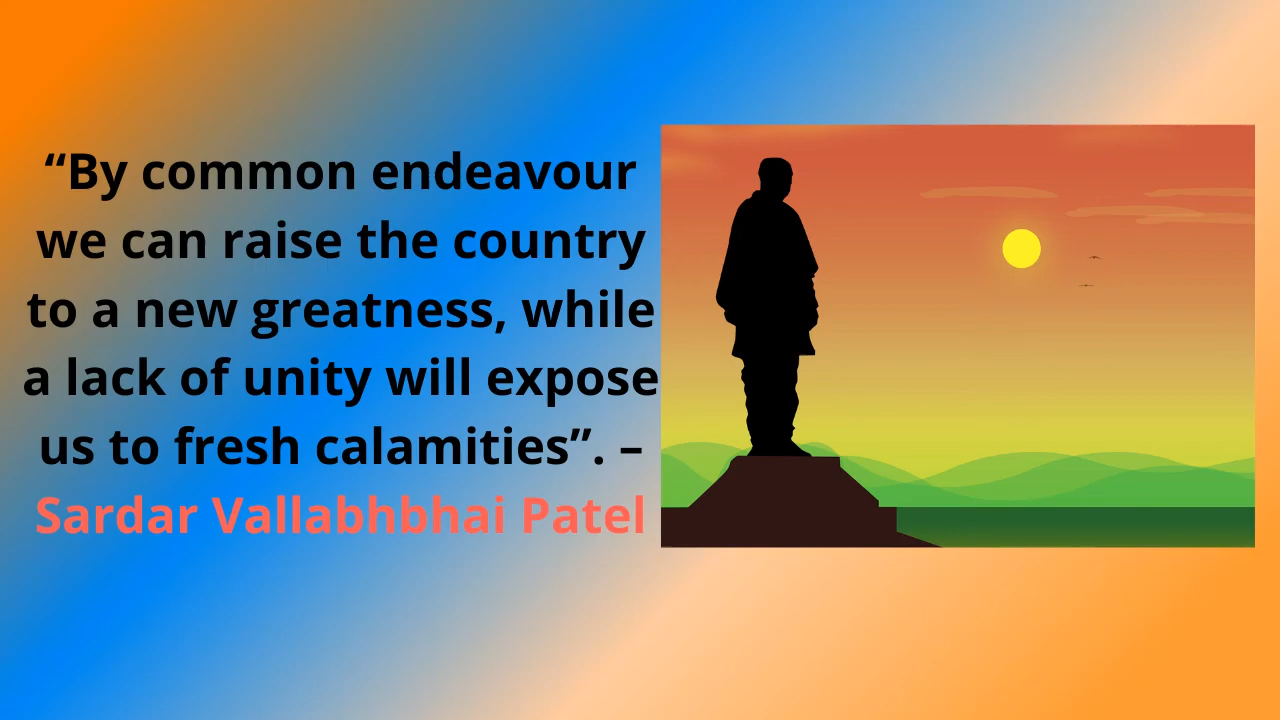 “By common endeavour
we can raise the country
to a new greatness, while
a lack of unity will expose
us to fresh calamities”. –
Sardar Vallabhbhai Patel